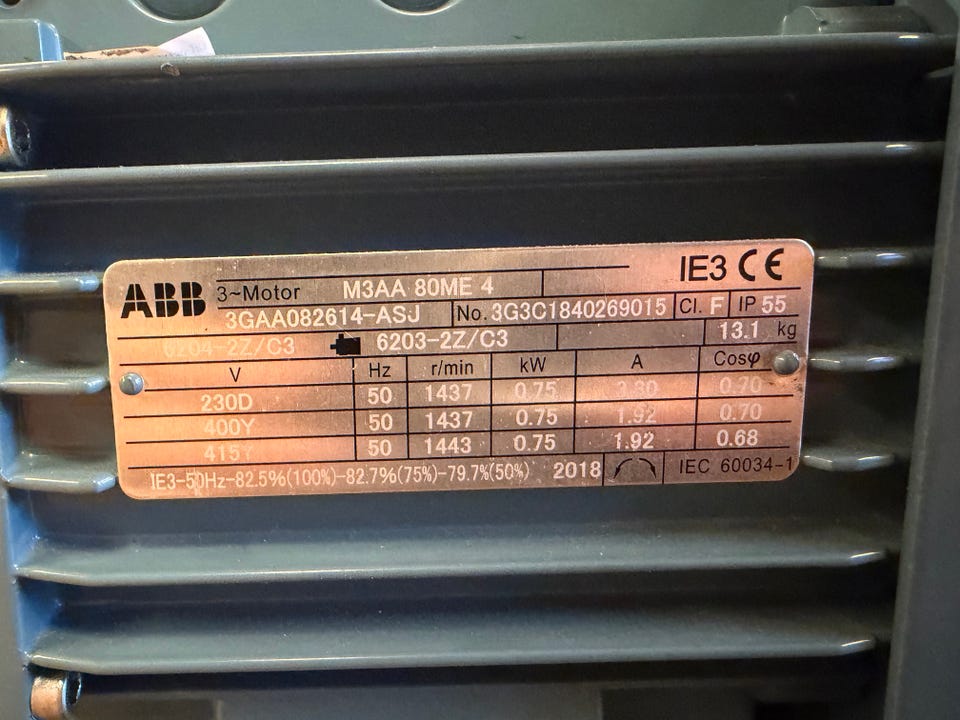 IE3 CE
ABB 3~Motor M3AA 80ME 4
3GAA082614-ASJ No. 3G3C1840269015 Cl. F IP 55
6204-2Z/C3 6203-2Z/C3 13.1 kg
V Hz r/min kW A Cosφ
230D 50 1437 0.75 3.30 0.70
400Y 50 1437 0.75 1.92 0.70
415Y 50 1443 0.75 1.92 0.68
IE3-50Hz-82.5%(100%)-82.7%(75%)-79.7%(50%) 2018 IEC 60034-1